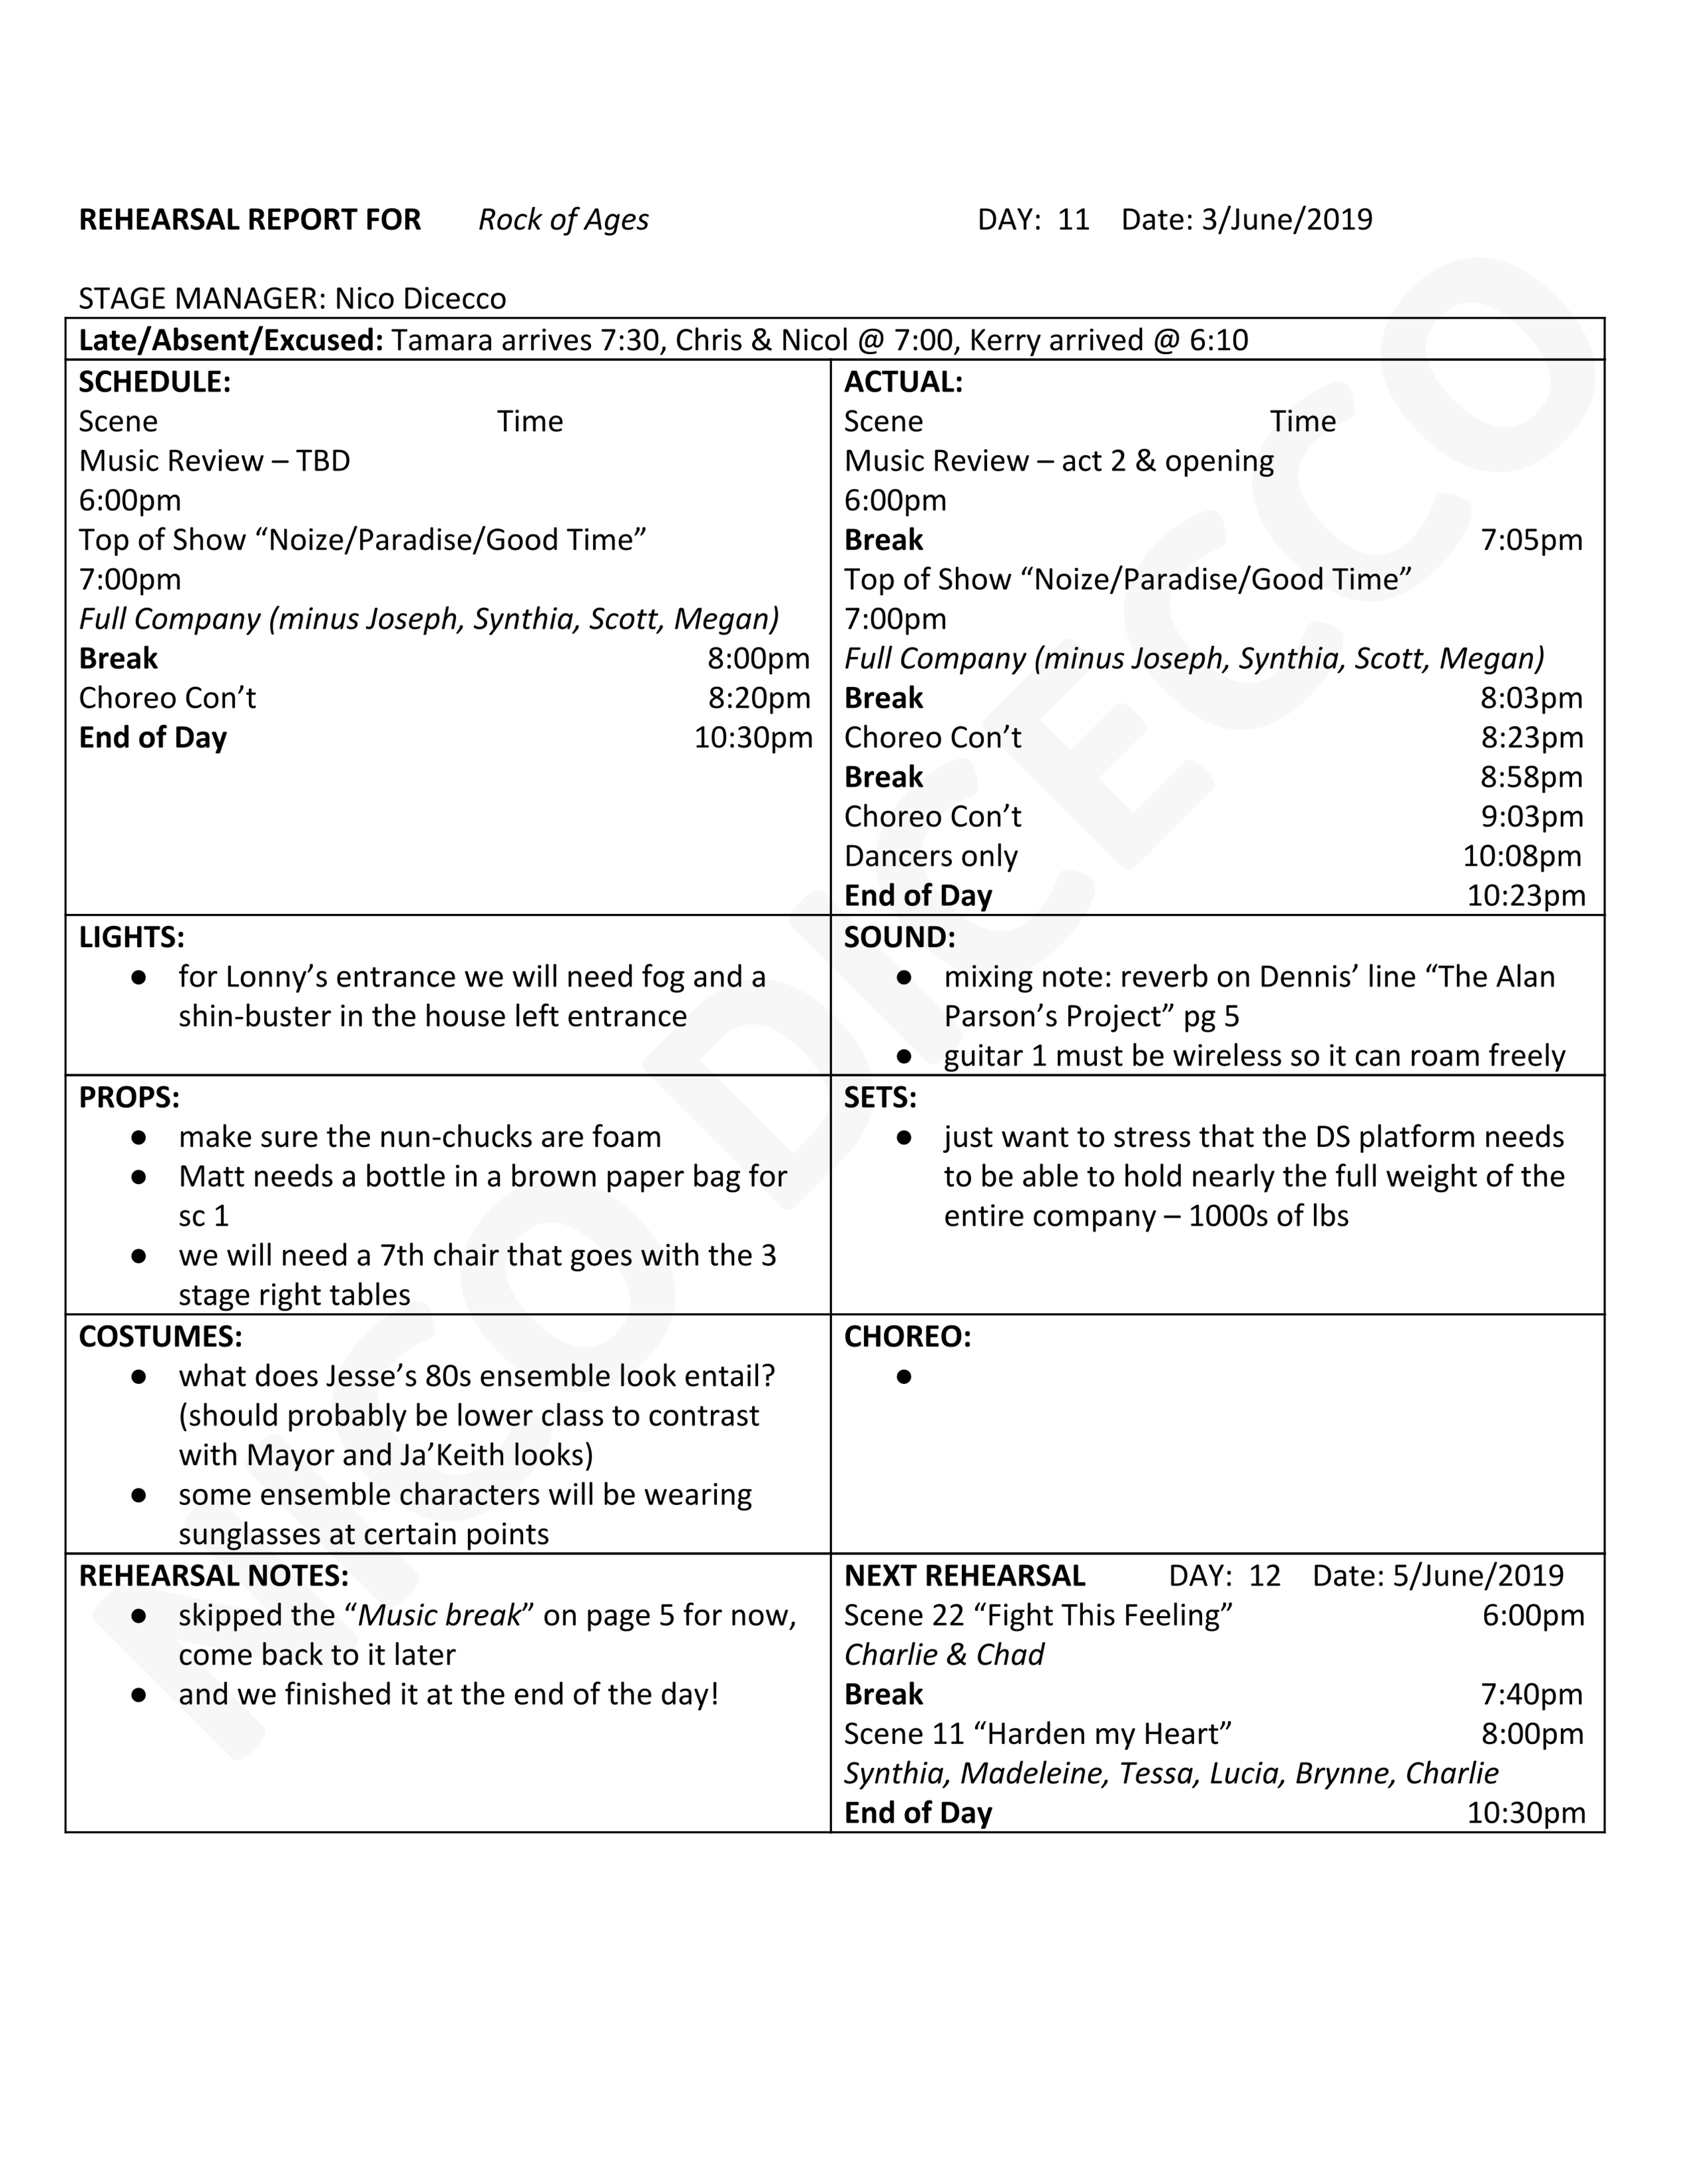 REHEARSAL REPORT FOR Rock of Ages DAY: 11 Date: 3/June/2019
STAGE MANAGER: Nico Dicecco
Late/Absent/Excused: Tamara arrives 7:30, Chris & Nicol @ 7:00, Kerry arrived @ 6:10
SCHEDULE:
Scene Time
Music Review – TBD
6:00pm
Top of Show “Noize/Paradise/Good Time”
7:00pm
Full Company (minus Joseph, Synthia, Scott, Megan)
Break 8:00pm
Choreo Con’t 8:20pm
End of Day 10:30pm
ACTUAL:
Scene Time
Music Review – act 2 & opening
6:00pm
Break 7:05pm
Top of Show “Noize/Paradise/Good Time”
7:00pm
Full Company (minus Joseph, Synthia, Scott, Megan)
Break 8:03pm
Choreo Con’t 8:23pm
Break 8:58pm
Choreo Con’t 9:03pm
Dancers only 10:08pm
End of Day 10:23pm
LIGHTS:
● for Lonny’s entrance we will need fog and a
shin-buster in the house left entrance
SOUND:
● mixing note: reverb on Dennis’ line “The Alan
Parson’s Project” pg 5
● guitar 1 must be wireless so it can roam freely
PROPS:
● make sure the nun-chucks are foam
● Matt needs a bottle in a brown paper bag for
sc 1
● we will need a 7th chair that goes with the 3
stage right tables
SETS:
● just want to stress that the DS platform needs
to be able to hold nearly the full weight of the
entire company – 1000s of lbs
COSTUMES:
● what does Jesse’s 80s ensemble look entail?
(should probably be lower class to contrast
with Mayor and Ja’Keith looks)
● some ensemble characters will be wearing
sunglasses at certain points
CHOREO:
●
REHEARSAL NOTES:
● skipped the “Music break” on page 5 for now,
come back to it later
● and we finished it at the end of the day!
NEXT REHEARSAL DAY: 12 Date: 5/June/2019
Scene 22 “Fight This Feeling” 6:00pm
Charlie & Chad
Break 7:40pm
Scene 11 “Harden my Heart” 8:00pm
Synthia, Madeleine, Tessa, Lucia, Brynne, Charlie
End of Day 10:30pm
NICO DICECCO